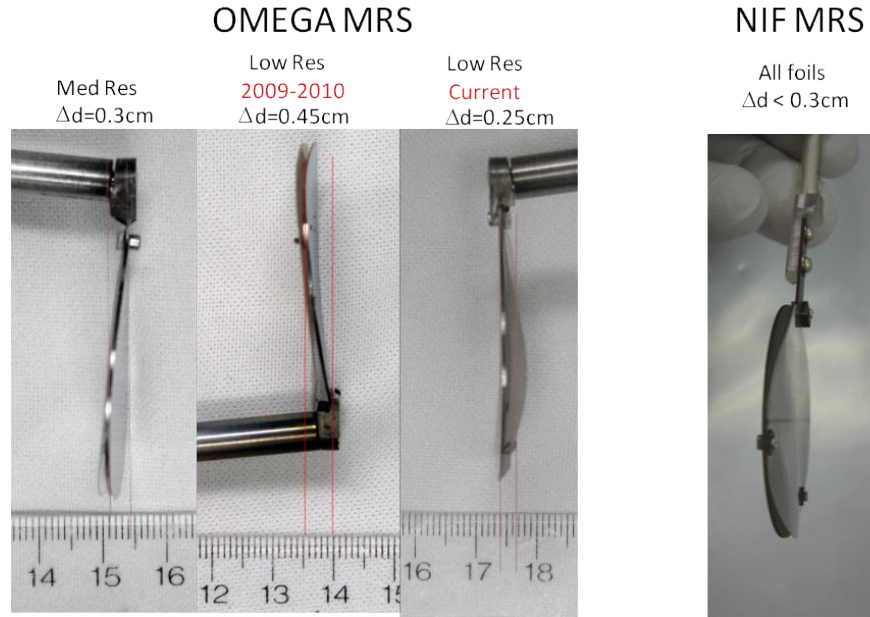 OMEGA MRS
NIF MRS
Med Res
Δd=0.3cm
Low Res
2009-2010
Δd=0.45cm
Low Res
Current
Δd=0.25cm
All foils
Δd < 0.3cm
14 15 16
12 13 14 15
16 17 18